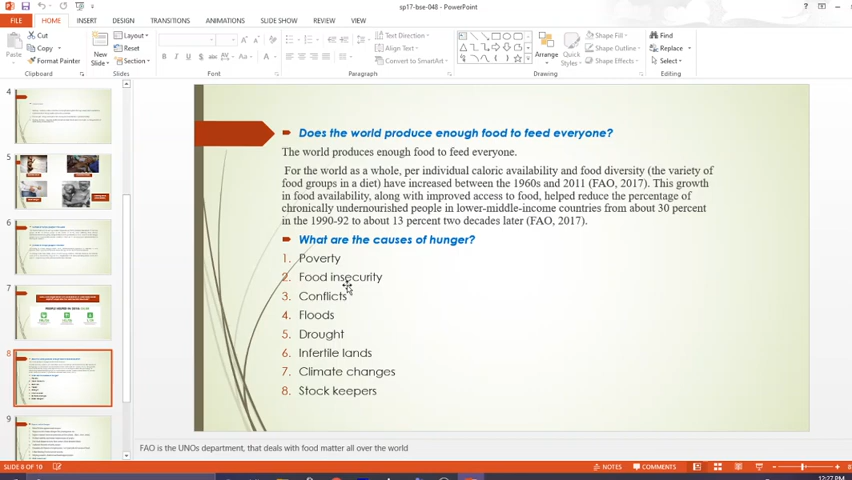 sp17-bse-048
FILE HOME INSERT DESIGN TRANSITIONS ANIMATIONS SLIDE SHOW REVIEW VIEW
Cut Layout Text Direction Shape Fill Find
Copy Reset Align Text Shape Outline Replace
Paste Format Painter New Slide Section Convert to SmartArt Arrange Quick Styles Shape Effects Select
Clipboard Slides Font Paragraph Drawing Editing
4
5
6
7
8
9
Does the world produce enough food to feed everyone?
The world produces enough food to feed everyone.
For the world as a whole, per individual caloric availability and food diversity (the variety of
food groups in a diet) have increased between the 1960s and 2011 (FAO, 2017). This growth
in food availability, along with improved access to food, helped reduce the percentage of
chronically undernourished people in lower-middle-income countries from about 30 percent
in the 1990-92 to about 13 percent two decades later (FAO, 2017).
What are the causes of hunger?
1. Poverty
2. Food insecurity
3. Conflicts
4. Floods
5. Drought
6. Infertile lands
7. Climate changes
8. Stock keepers
FAO is the UNOs department, that deals with food matter all over the world
SLIDE 8 OF 10 NOTES COMMENTS
12:27 PM